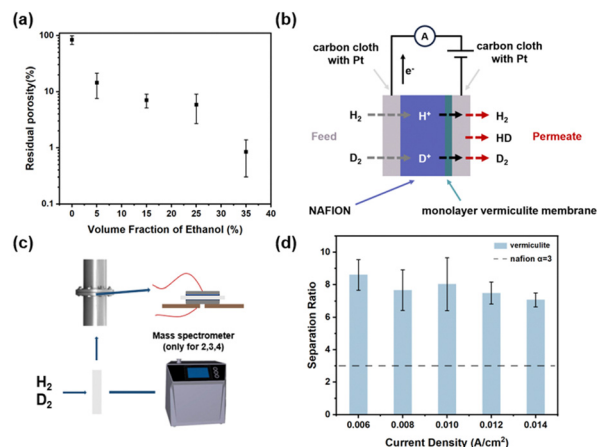 (a)
Residual porosity(%)
100
10
1
0.1
0 5 10 15 20 25 30 35 40
Volume Fraction of Ethanol (%)
(b)
A
carbon cloth
with Pt
carbon cloth
with Pt
e-
H₂ H⁺ H₂
Feed HD Permeate
D₂ D⁺ D₂
NAFION monolayer vermiculite membrane
(c)
Mass spectrometer
(only for 2,3,4)
H₂
D₂
(d)
Separation Ratio
12
10
8
6
4
2
0
vermiculite
nafion α=3
0.006 0.008 0.010 0.012 0.014
Current Density (A/cm²)